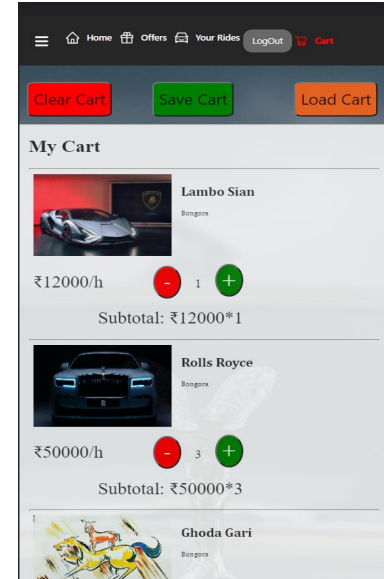 Home Offers Your Rides LogOut Cart
Clear Cart Save Cart Load Cart
My Cart
Lambo Sian
Bongora
₹12000/h - 1 +
Subtotal: ₹12000*1
Rolls Royce
Bongora
₹50000/h - 3 +
Subtotal: ₹50000*3
Ghoda Gari
Bongora